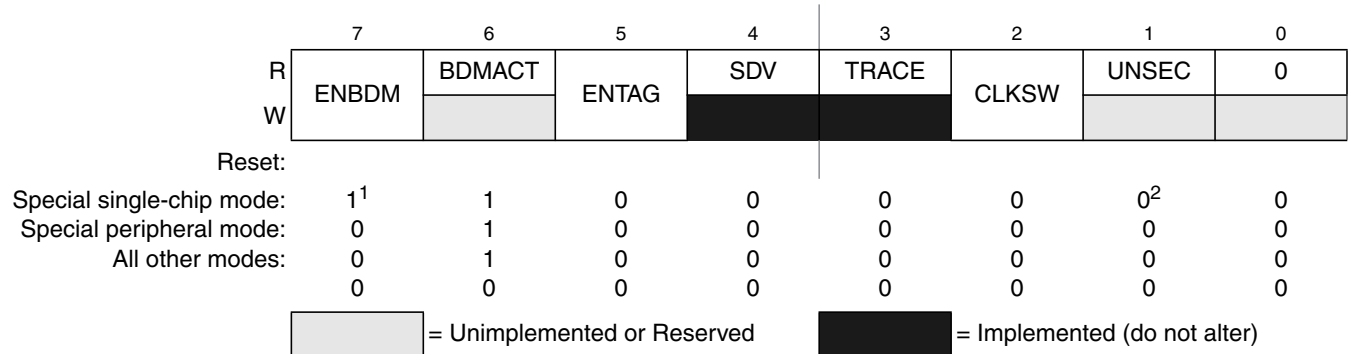 7 6 5 4 3 2 1 0
R ENBDM BDMACT ENTAG SDV TRACE CLKSW UNSEC 0
W
Reset:
Special single-chip mode: 1¹ 1 0 0 0 0 0² 0
Special peripheral mode: 0 1 0 0 0 0 0 0
All other modes: 0 1 0 0 0 0 0 0
0 0 0 0 0 0 0 0
= Unimplemented or Reserved = Implemented (do not alter)